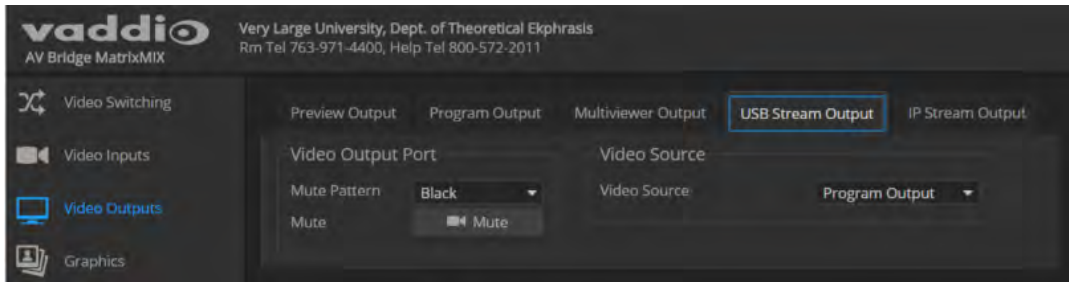 vaddio
AV Bridge MatrixMIX
Very Large University, Dept. of Theoretical Ekphrasis
Rm Tel 763-971-4400, Help Tel 800-572-2011
Video Switching
Video Inputs
Video Outputs
Graphics
Preview Output Program Output Multiviewer Output USB Stream Output IP Stream Output
Video Output Port
Mute Pattern Black
Mute Mute
Video Source
Video Source Program Output